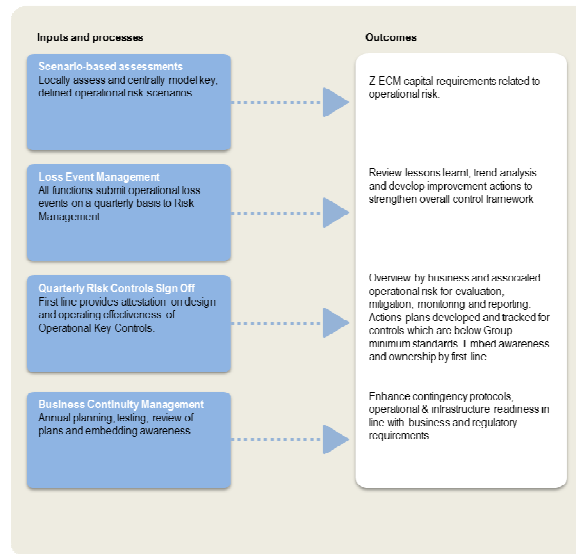 Inputs and processes
Outcomes
Scenario-based assessments
Locally assess and centrally model key,
defined operational risk scenarios
Z ECM capital requirements related to
operational risk.
Loss Event Management
All functions submit operational loss
events on a quarterly basis to Risk
Management
Review lessons learnt, trend analysis
and develop improvement actions to
strengthen overall control framework
Quarterly Risk Controls Sign Off
First line provides attestation on design
and operating effectiveness of
Operational Key Controls.
Overview by business and associated
operational risk for evaluation,
mitigation, monitoring and reporting.
Actions plans developed and tracked for
controls which are below Group
minimum standards. Embed awareness
and ownership by first line
Business Continuity Management
Annual planning, testing, review of
plans and embedding awareness
Enhance contingency protocols,
operational & infrastructure readiness in
line with business and regulatory
requirements